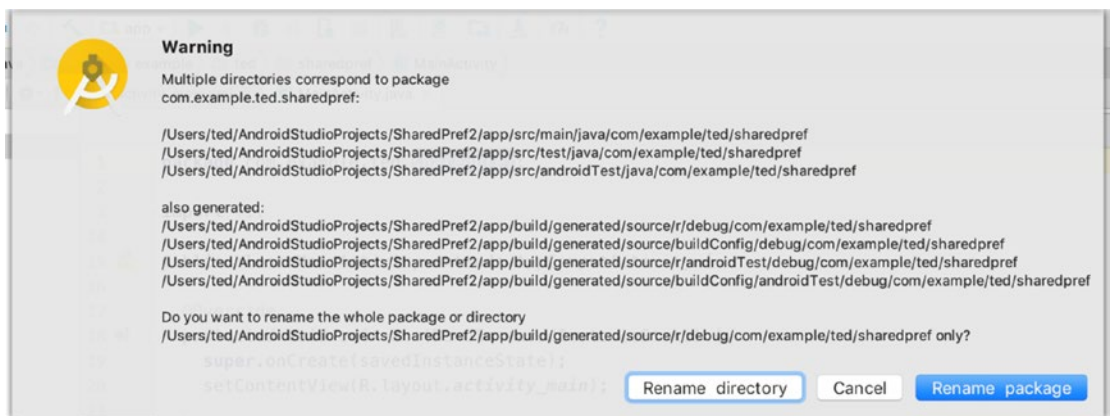 Warning
Multiple directories correspond to package
com.example.ted.sharedpref:
/Users/ted/AndroidStudioProjects/SharedPref2/app/src/main/java/com/example/ted/sharedpref
/Users/ted/AndroidStudioProjects/SharedPref2/app/src/test/java/com/example/ted/sharedpref
/Users/ted/AndroidStudioProjects/SharedPref2/app/src/androidTest/java/com/example/ted/sharedpref
also generated:
/Users/ted/AndroidStudioProjects/SharedPref2/app/build/generated/source/r/debug/com/example/ted/sharedpref
/Users/ted/AndroidStudioProjects/SharedPref2/app/build/generated/source/buildConfig/debug/com/example/ted/sharedpref
/Users/ted/AndroidStudioProjects/SharedPref2/app/build/generated/source/r/androidTest/debug/com/example/ted/sharedpref
/Users/ted/AndroidStudioProjects/SharedPref2/app/build/generated/source/buildConfig/androidTest/debug/com/example/ted/sharedpref
Do you want to rename the whole package or directory
/Users/ted/AndroidStudioProjects/SharedPref2/app/build/generated/source/r/debug/com/example/ted/sharedpref only?
super.onCreate(savedInstanceState);
setContentView(R.layout.activity_main);
Rename directory Cancel Rename package